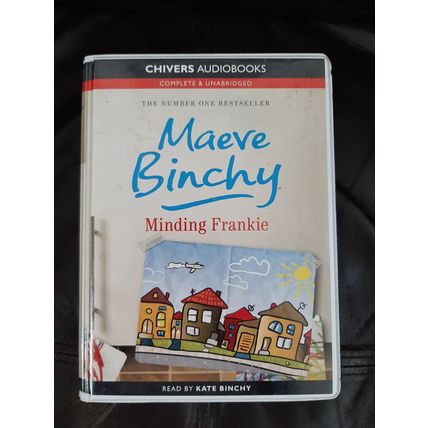 CHIVERS AUDIOBOOKS
COMPLETE & UNABRIDGED
THE NUMBER ONE BESTSELLER
Maeve
Binchy
Minding Frankie
READ BY KATE BINCHY